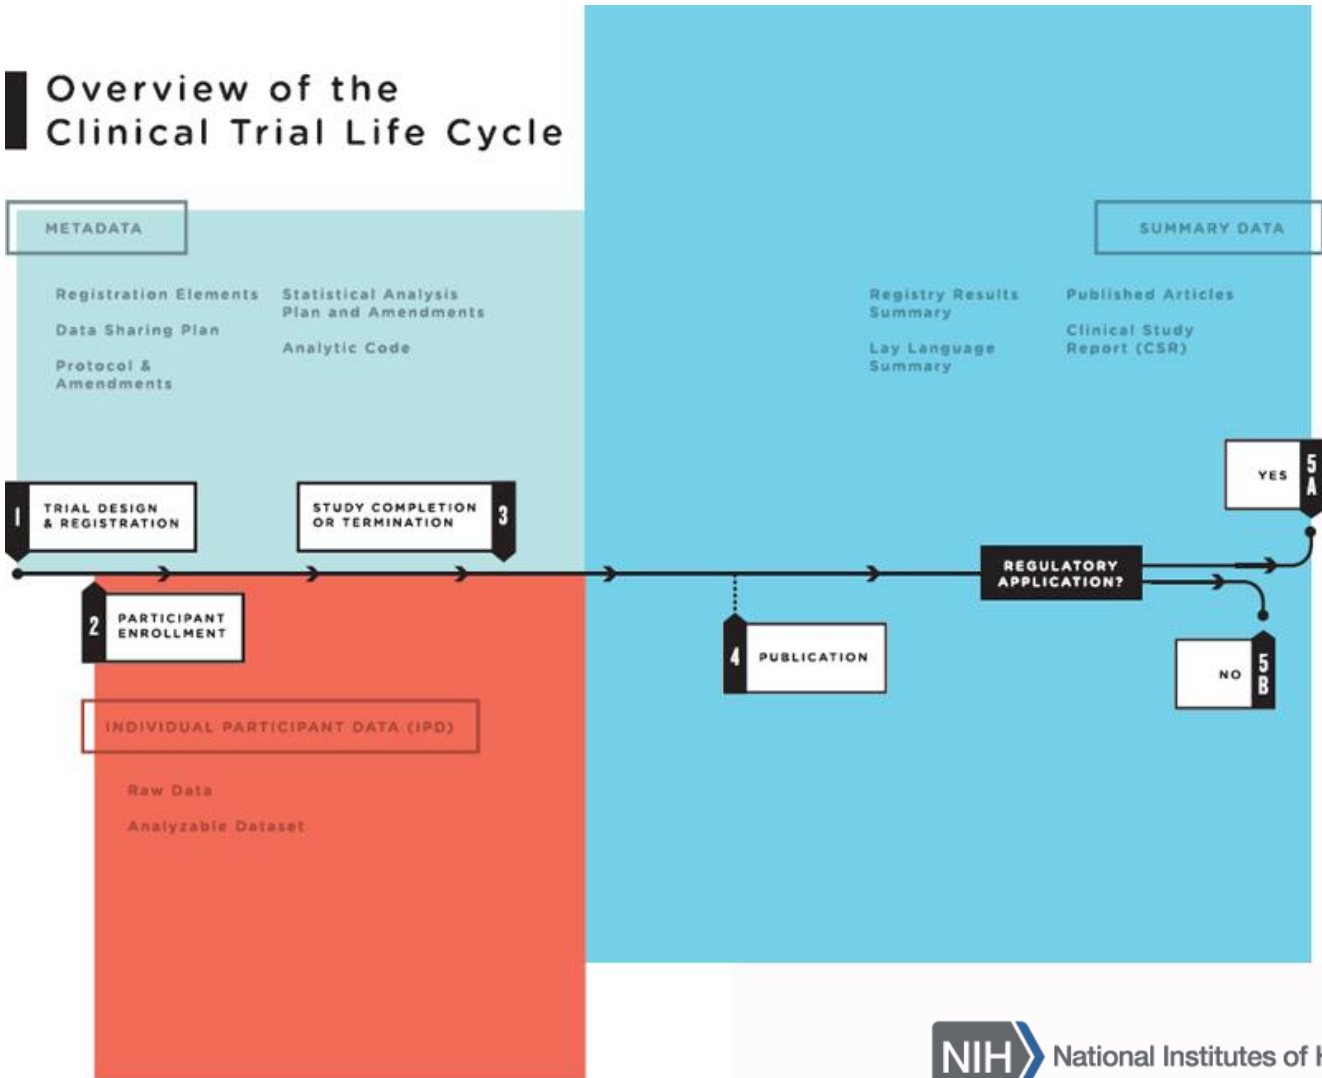 Overview of the
Clinical Trial Life Cycle
METADATA
Registration Elements
Data Sharing Plan
Protocol &
Amendments
Statistical Analysis
Plan and Amendments
Analytic Code
SUMMARY DATA
Registry Results
Summary
Lay Language
Summary
Published Articles
Clinical Study
Report (CSR)
1
TRIAL DESIGN
& REGISTRATION
STUDY COMPLETION
OR TERMINATION
3
YES
5
A
REGULATORY
APPLICATION?
2
PARTICIPANT
ENROLLMENT
4
PUBLICATION
NO
5
B
INDIVIDUAL PARTICIPANT DATA (IPD)
Raw Data
Analyzable Dataset
NIH
National Institutes of